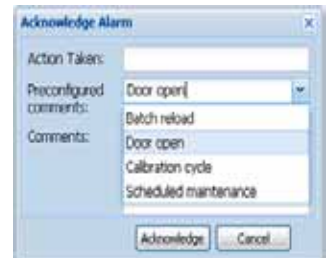 Acknowledge Alarm
Action Taken:
Preconfigured comments:
Door open
Batch reload
Door open
Calibration cycle
Scheduled maintenance
Comments:
Acknowledge Cancel